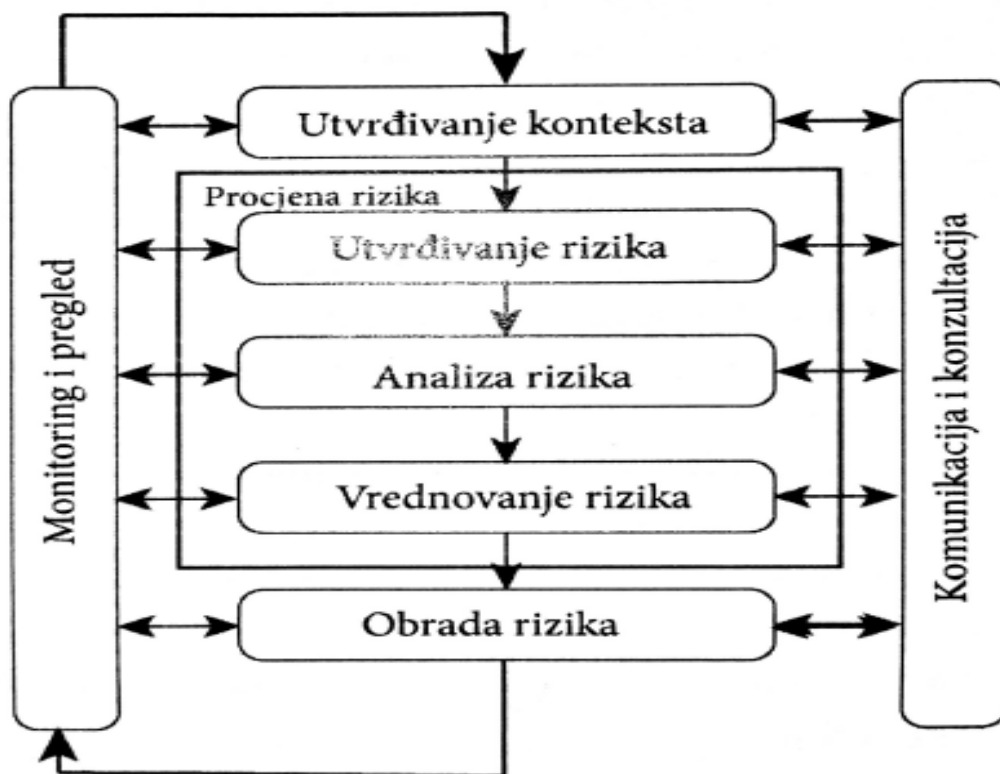 Utvrđivanje konteksta
Procjena rizika
Utvrđivanje rizika
Analiza rizika
Vrednovanje rizika
Obrada rizika
Monitoring i pregled
Komunikacija i konzultacija